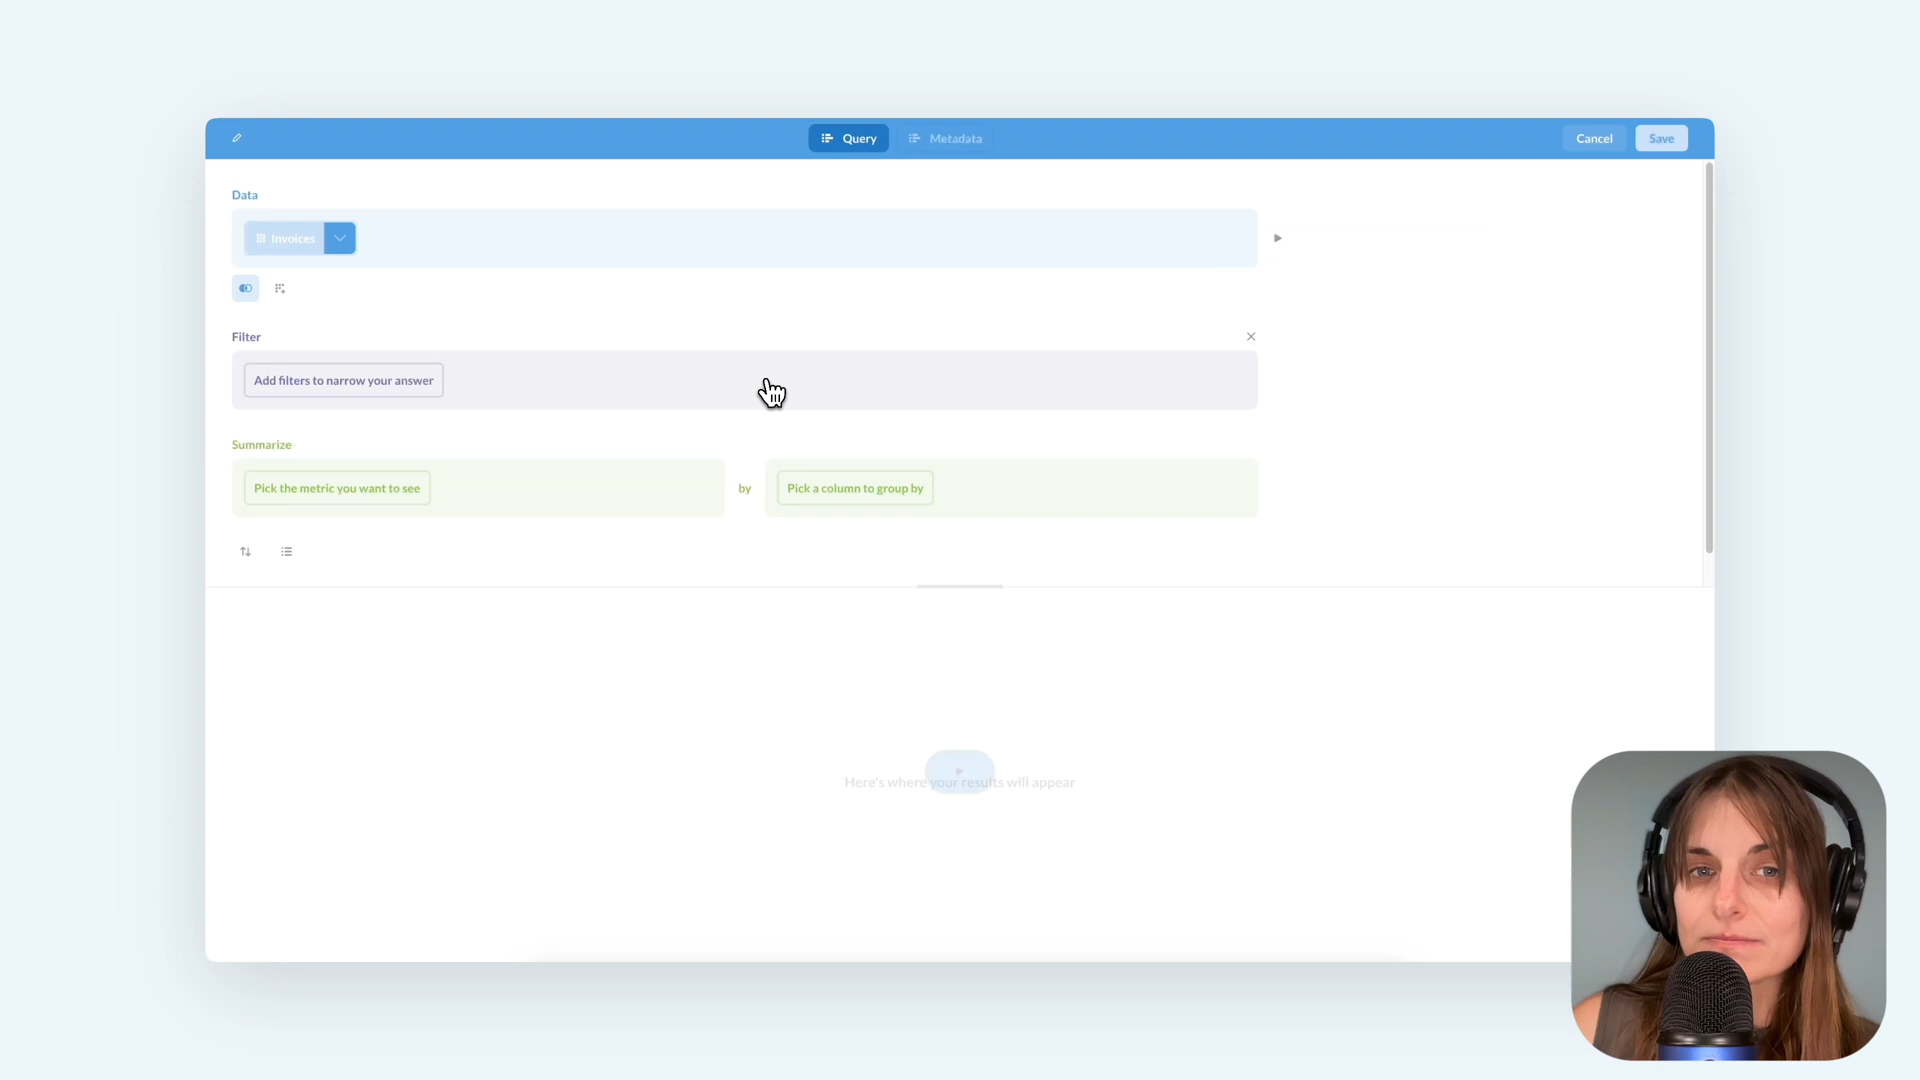 Query
Metadata
Cancel
Save
Data
Invoices
Filter
Add filters to narrow your answer
Summarize
Pick the metric you want to see
by
Pick a column to group by
Here's where your results will appear